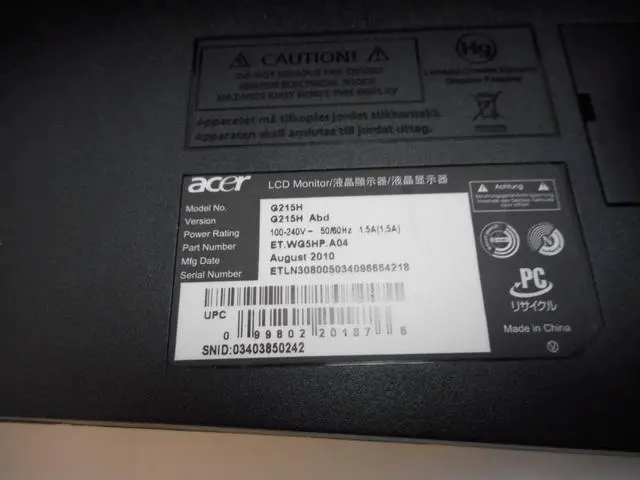 CAUTION!
Hg
Apparatet må tilkoples jordet stikkontakt.
Apparaten skall anslutas till jordat uttag.
acer LCD Monitor/液晶顯示器/液晶显示器
Achtung
Model No. G215H
Version G215H Abd
Power Rating 100-240V~ 50/60Hz 1.5A(1.5A)
Part Number ET.WG5HP.A04
Mfg Date August 2010
Serial Number ETLN308005034096664218
UPC
0 99802 20187 6
SNID:03403850242
PC
リサイクル
Made in China
V